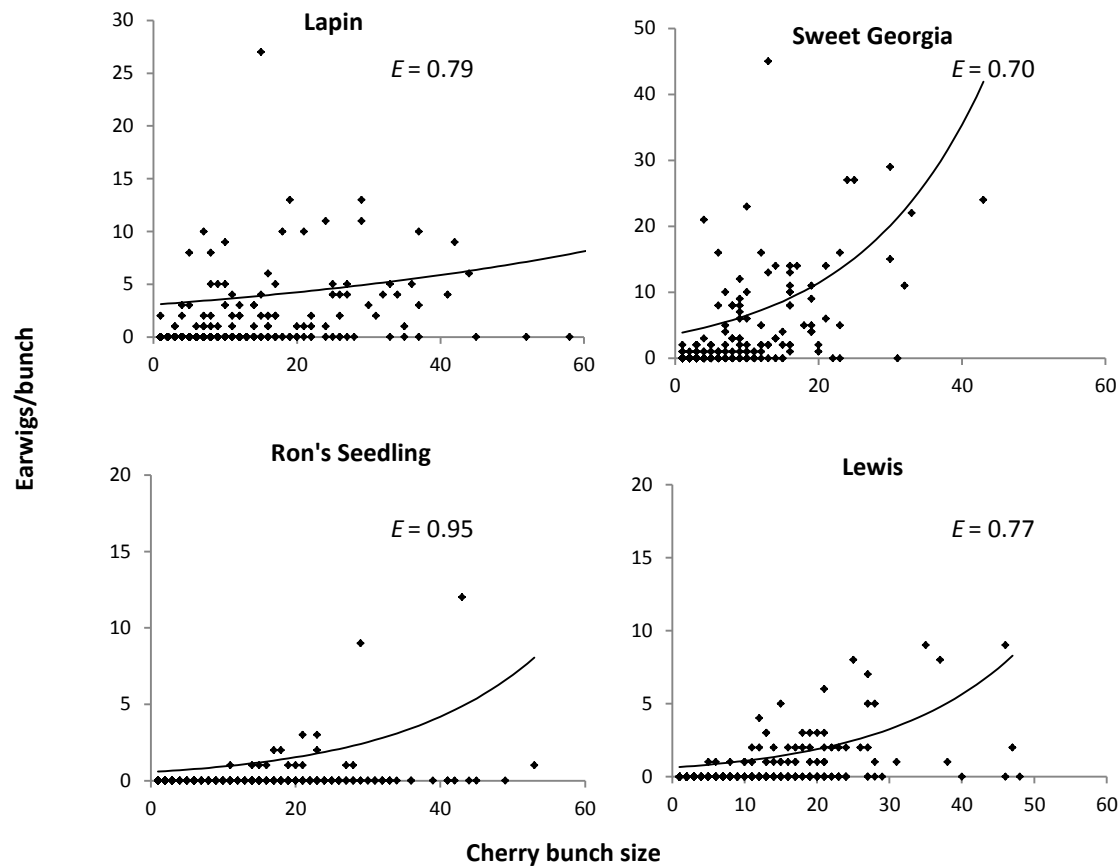 Lapin
30
25
20
15
10
5
0
0 20 40 60
E = 0.79
Sweet Georgia
50
40
30
20
10
0
0 20 40 60
E = 0.70
Earwigs/bunch
Ron's Seedling
20
15
10
5
0
0 20 40 60
E = 0.95
Lewis
20
15
10
5
0
0 10 20 30 40 50 60
E = 0.77
Cherry bunch size